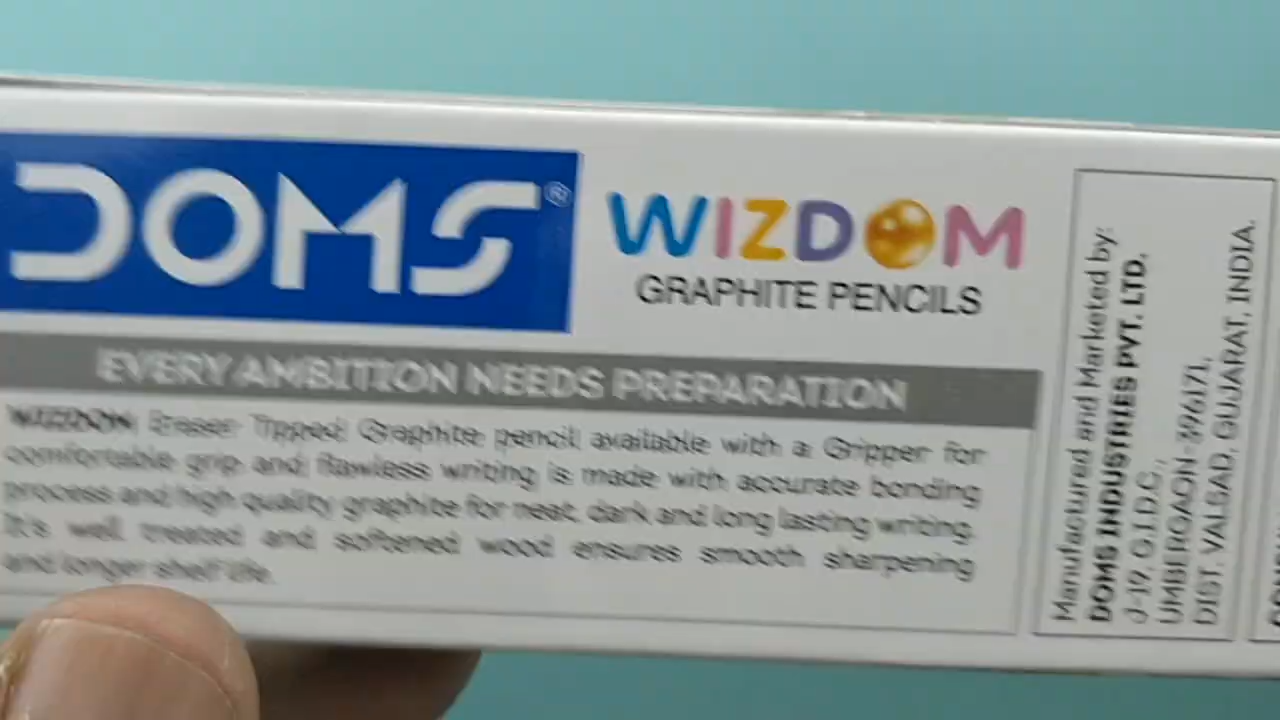 DOMS®
WIZDOM
GRAPHITE PENCILS
EVERY AMBITION NEEDS PREPARATION
WIZDOM Eraser Tipped Graphite pencil available with a Gripper for
comfortable grip and flawless writing is made with accurate bonding
process and high quality graphite for neat, dark and long lasting writing.
It's well treated and softened wood ensures smooth sharpening
and longer shelf life.
Manufactured and Marketed by:
DOMS INDUSTRIES PVT. LTD.
J-19, G.I.D.C.,
UMBERGAON-396171,
DIST. VALSAD, GUJARAT, INDIA.